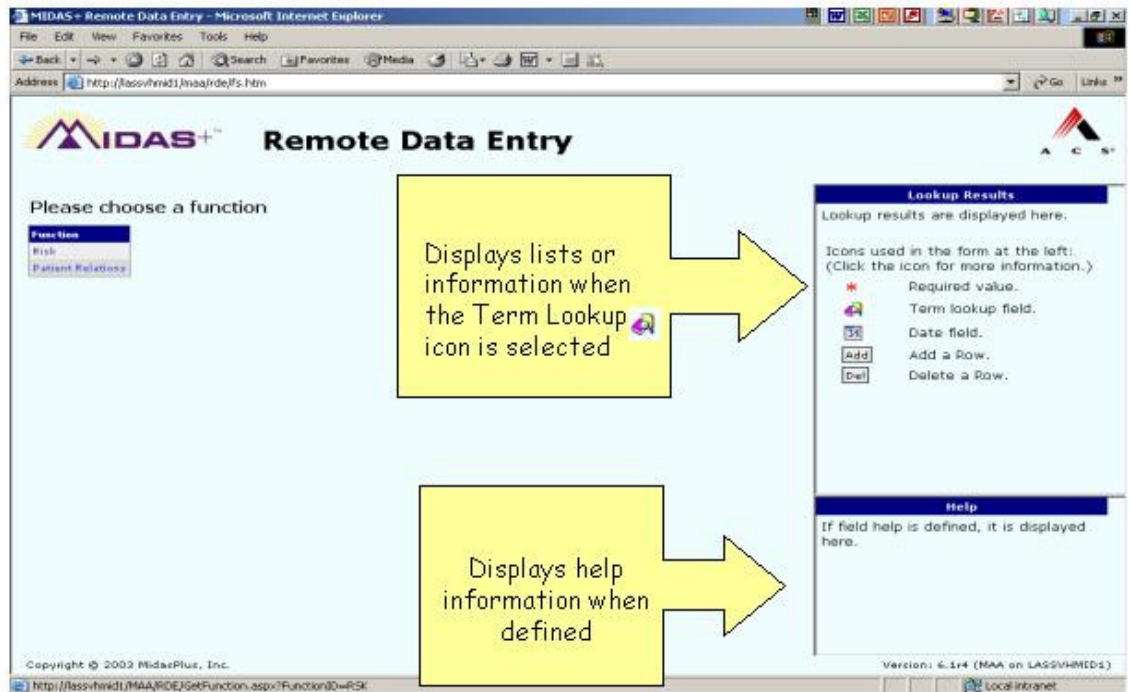 MIDAS+ Remote Data Entry - Microsoft Internet Explorer
File Edit View Favorites Tools Help
Back Search Favorites Media
Address http://lassvhmid1/maa/rde/lfs.htm Go Links »
MIDAS+™ Remote Data Entry
A C S
Please choose a function
Function
Risk
Patient Relations
Displays lists or
information when
the Term Lookup
icon is selected
Lookup Results
Lookup results are displayed here.
Icons used in the form at the left:
(Click the icon for more information.)
* Required value.
Term lookup field.
31 Date field.
Add Add a Row.
Del Delete a Row.
Displays help
information when
defined
Help
If field help is defined, it is displayed
here.
Copyright © 2003 MidasPlus, Inc.
Version: 6.1r4 (MAA on LASSVHMID1)
http://lassvhmid1/MAA/RDE/GetFunction.aspx?FunctionID=RSK
Local intranet